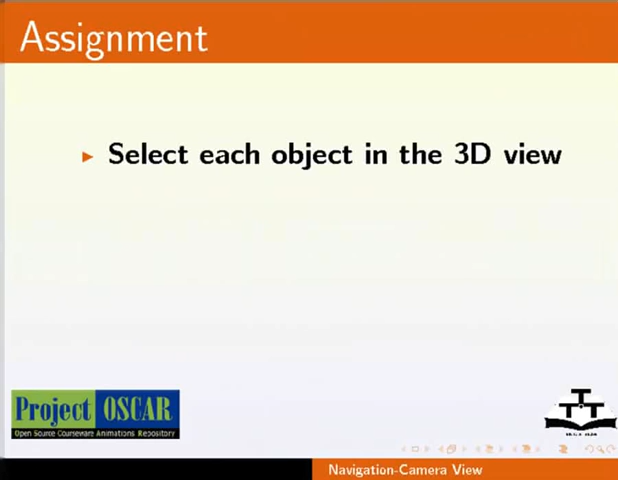 Assignment
Select each object in the 3D view
Project OSCAR
Open Source Courseware Animations Repository
Navigation-Camera View